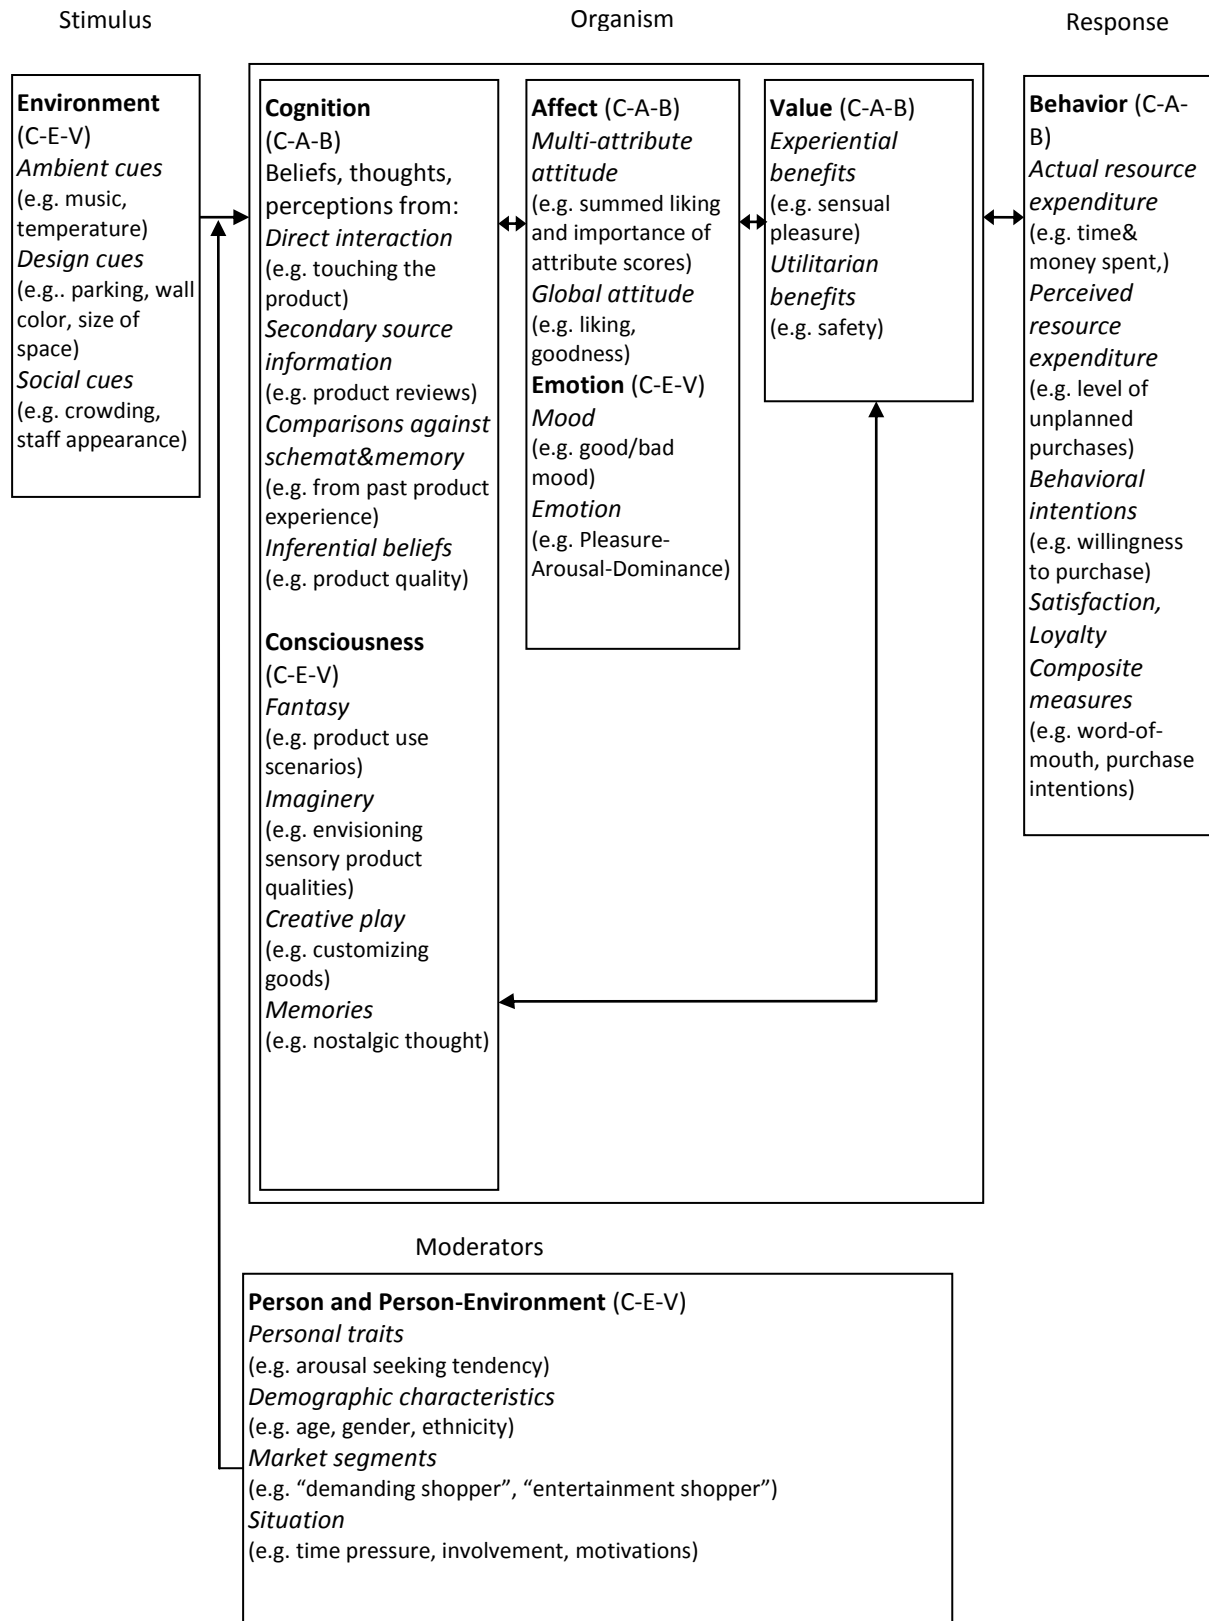 Stimulus
Organism
Response
Environment
(C-E-V)
Ambient cues
(e.g. music,
temperature)
Design cues
(e.g.. parking, wall
color, size of
space)
Social cues
(e.g. crowding,
staff appearance)
Cognition
(C-A-B)
Beliefs, thoughts,
perceptions from:
Direct interaction
(e.g. touching the
product)
Secondary source
information
(e.g. product reviews)
Comparisons against
schemat&memory
(e.g. from past product
experience)
Inferential beliefs
(e.g. product quality)
Consciousness
(C-E-V)
Fantasy
(e.g. product use
scenarios)
Imaginery
(e.g. envisioning
sensory product
qualities)
Creative play
(e.g. customizing
goods)
Memories
(e.g. nostalgic thought)
Affect (C-A-B)
Multi-attribute
attitude
(e.g. summed liking
and importance of
attribute scores)
Global attitude
(e.g. liking,
goodness)
Emotion (C-E-V)
Mood
(e.g. good/bad
mood)
Emotion
(e.g. Pleasure-
Arousal-Dominance)
Value (C-A-B)
Experiential
benefits
(e.g. sensual
pleasure)
Utilitarian
benefits
(e.g. safety)
Behavior (C-A-
B)
Actual resource
expenditure
(e.g. time&
money spent,)
Perceived
resource
expenditure
(e.g. level of
unplanned
purchases)
Behavioral
intentions
(e.g. willingness
to purchase)
Satisfaction,
Loyalty
Composite
measures
(e.g. word-of-
mouth, purchase
intentions)
Moderators
Person and Person-Environment (C-E-V)
Personal traits
(e.g. arousal seeking tendency)
Demographic characteristics
(e.g. age, gender, ethnicity)
Market segments
(e.g. “demanding shopper”, “entertainment shopper”)
Situation
(e.g. time pressure, involvement, motivations)